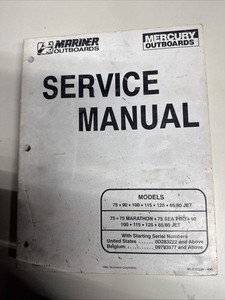 MARINER
OUTBOARDS
MERCURY
OUTBOARDS
SERVICE
MANUAL
MODELS
75 • 90 • 100 • 115 • 125 • 65/80 JET
75 • 75 MARATHON • 75 SEA PRO • 90
100 • 115 • 125 • 65/80 JET
With Starting Serial Numbers
United States ...... 0D283222 and Above
Belgium ...... 09793577 and Above